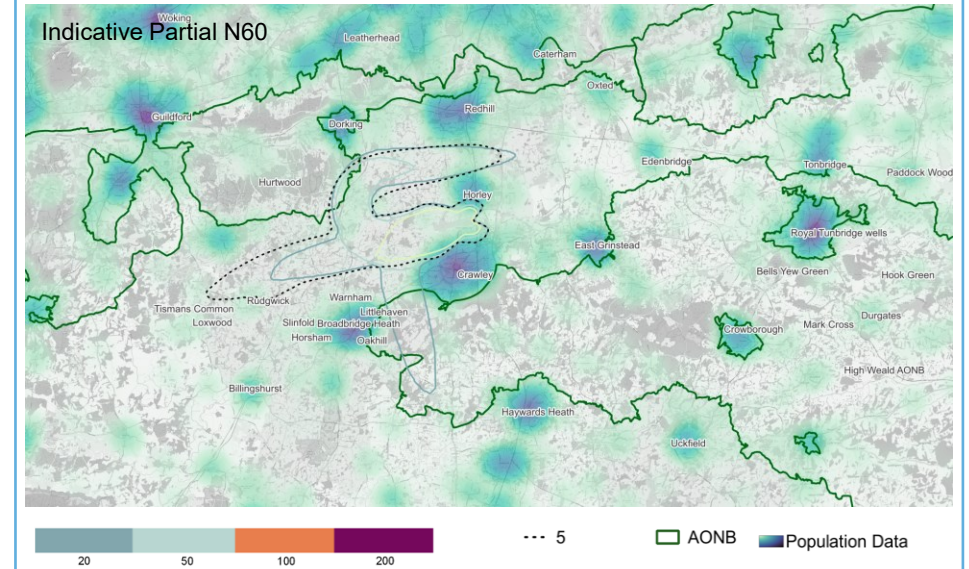 Indicative Partial N60
Woking
Leatherhead
Caterham
Oxted
Guildford
Redhill
Dorking
Edenbridge
Tonbridge
Paddock Wood
Hurtwood
Horley
Royal Tunbridge wells
East Grinstead
Crawley
Bells Yew Green
Hook Green
Rudgwick
Warnham
Tismans Common
Littlehaven
Loxwood
Slinfold
Broadbridge Heath
Durgates
Mark Cross
Crowborough
Horsham
Oakhill
High Weald AONB
Billingshurst
Haywards Heath
Uckfield
20 50 100 200
5
AONB
Population Data